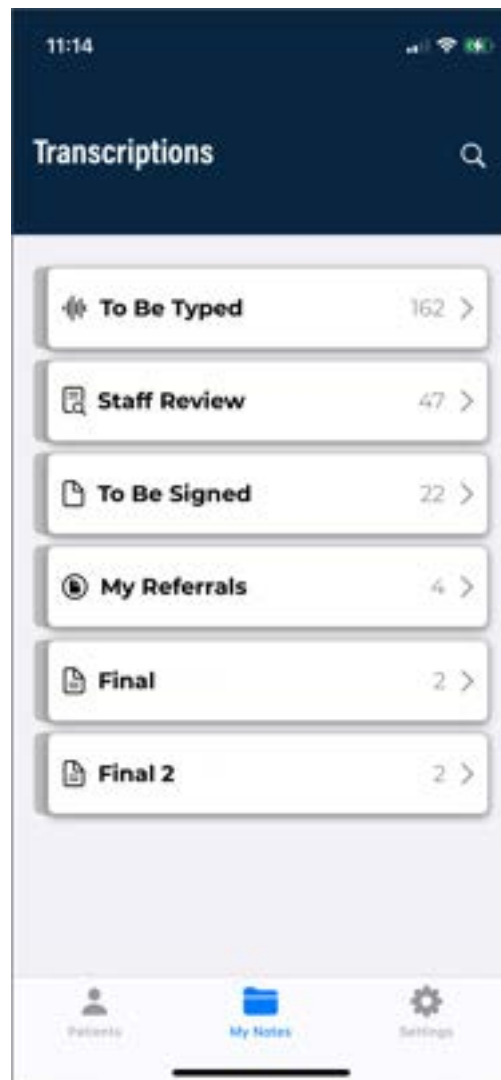 11:14
Transcriptions
To Be Typed 162
Staff Review 47
To Be Signed 22
My Referrals 4
Final 2
Final 2 2
Patients My Notes Settings